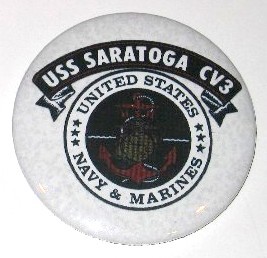 USS SARATOGA CV3
UNITED STATES
NAVY & MARINES